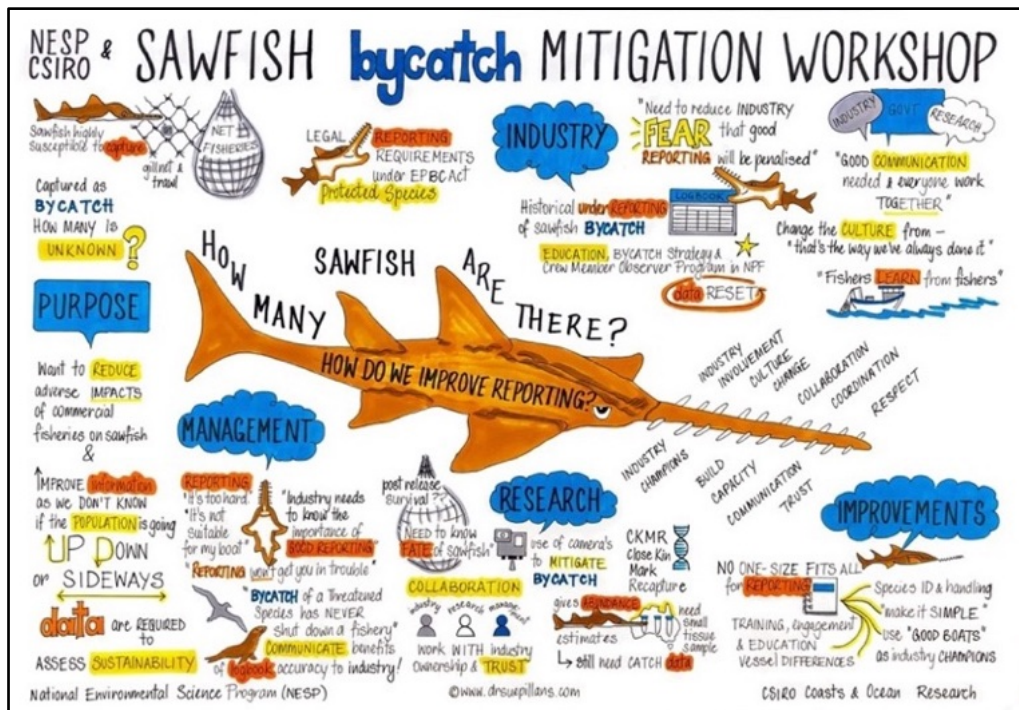 NESP & CSIRO SAWFISH bycatch MITIGATION WORKSHOP
Sawfish highly
susceptible to capture
gillnet &
trawl
NET
FISHERIES
Captured as
BYCATCH
HOW MANY IS
UNKNOWN ?
LEGAL REPORTING
REQUIREMENTS
under EPBC Act
Protected Species
INDUSTRY
Historical under REPORTING
of sawfish BYCATCH
EDUCATION, BYCATCH Strategy &
Crew Member Observer Program in NPF
data RESET
"Need to reduce INDUSTRY
FEAR that good
REPORTING will be penalised"
LOGBOOK
INDUSTRY
GOVT
RESEARCH
"GOOD COMMUNICATION
needed & everyone work
TOGETHER"
Change the CULTURE from –
"that's the way we've always done it"
"Fishers LEARN from fishers"
HOW MANY SAWFISH ARE THERE?
HOW DO WE IMPROVE REPORTING?
INDUSTRY
INVOLVEMENT
CULTURE
CHANGE
COLLABORATION
COORDINATION
RESPECT
INDUSTRY
CHAMPIONS
BUILD
CAPACITY
COMMUNICATION
TRUST
PURPOSE
Want to REDUCE
adverse IMPACTS
of commercial
fisheries on sawfish
&
IMPROVE information
as WE DON'T KNOW
if the POPULATION is going
UP DOWN
or SIDEWAYS
data are REQUIRED
to
ASSESS SUSTAINABILITY
MANAGEMENT
REPORTING
"it's too hard"
"It's not
suitable
for my boat"
"Industry needs
to know the
importance of
GOOD REPORTING"
"REPORTING won't get you in trouble"
"BYCATCH of a Threatened
Species has NEVER
shut down a fishery"
COMMUNICATE benefits
of logbook accuracy to industry!
post release
survival ?
NEED to know
FATE of sawfish"
COLLABORATION
industry research management
work WITH industry
Ownership & TRUST
RESEARCH
use of camera's
to MITIGATE
BYCATCH
CKMR
Close Kin
Mark
Recapture
gives ABUNDANCE
estimates
need
small
tissue
sample
↳ still need CATCH data
IMPROVEMENTS
NO ONE-SIZE FITS ALL
for REPORTING
TRAINING, engagement
& EDUCATION
VESSEL DIFFERENCES
Species ID & handling
"make it SIMPLE"
use "GOOD BOATS"
as industry CHAMPIONS
National Environmental Science Program (NESP)
©www.drsuepillans.com
CSIRO Coasts & Ocean Research